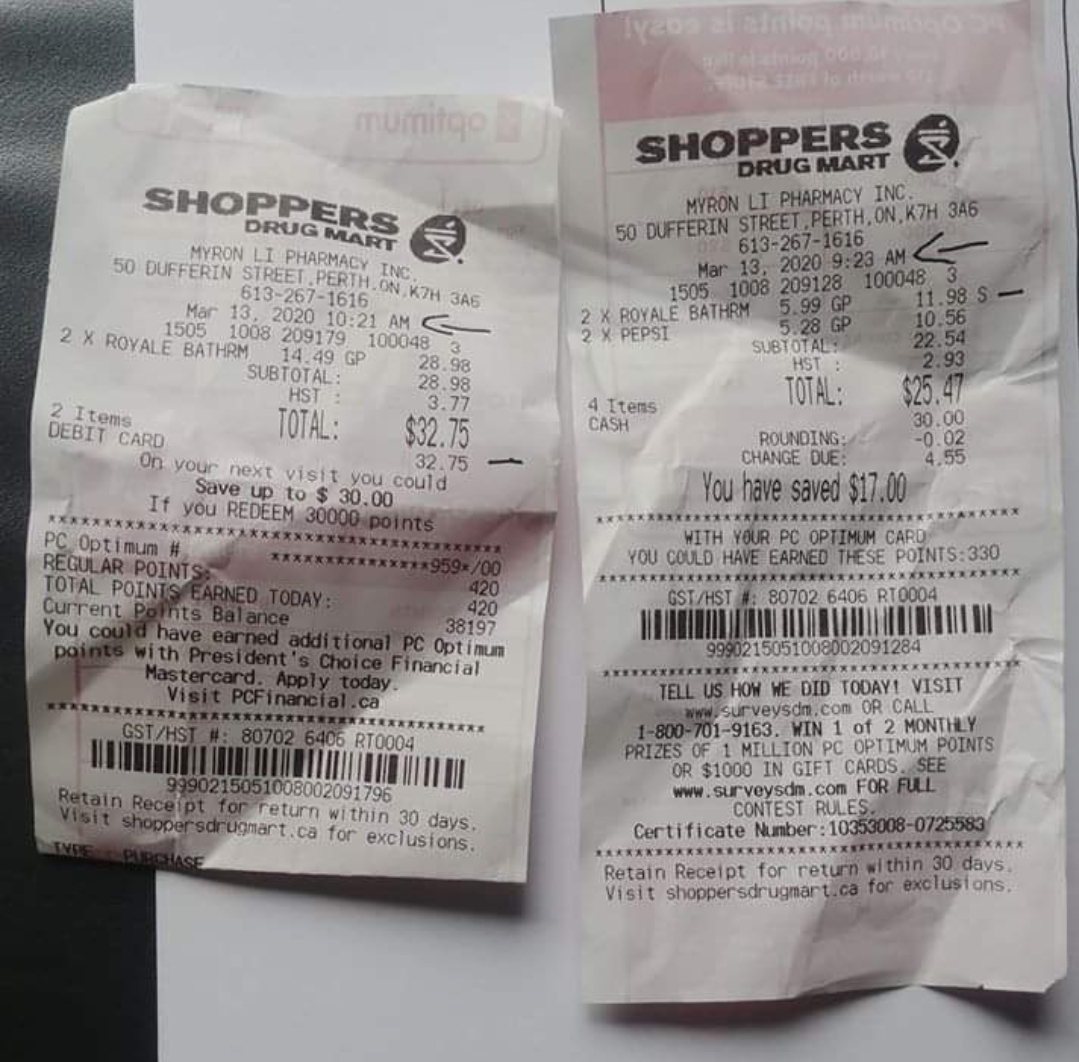 optimum
SHOPPERS
DRUG MART
MYRON LI PHARMACY INC.
50 DUFFERIN STREET,PERTH,ON,K7H 3A6
613-267-1616
Mar 13, 2020 10:21 AM
1505 1008 209179 100048 3
2 X ROYALE BATHRM 14.49 GP 28.98
SUBTOTAL: 28.98
HST : 3.77
TOTAL: $32.75
2 Items
DEBIT CARD 32.75
On your next visit you could
Save up to $ 30.00
If you REDEEM 30000 points
xxxxxxxxxxxxxxxxxxxxxxxxxxxxxxxxxxxxxxxxx
PC Optimum # xxxxxxxxxxxxxx959*/00
REGULAR POINTS: 420
TOTAL POINTS EARNED TODAY: 420
Current Points Balance 38197
You could have earned additional PC Optimum
points with President's Choice Financial
Mastercard. Apply today.
Visit PCFinancial.ca
xxxxxxxxxxxxxxxxxxxxxxxxxxxxxxxxxxxxxxxxx
GST/HST #: 80702 6406 RT0004
9990215051008002091796
Retain Receipt for return within 30 days.
Visit shoppersdrugmart.ca for exclusions.
TYPE : PURCHASE
PC Optimum points is easy!
SHOPPERS
DRUG MART
MYRON LI PHARMACY INC.
50 DUFFERIN STREET,PERTH,ON,K7H 3A6
613-267-1616
Mar 13, 2020 9:23 AM
1505 1008 209128 100048 3
2 X ROYALE BATHRM 5.99 GP 11.98 S
2 X PEPSI 5.28 GP 10.56
SUBTOTAL: 22.54
HST : 2.93
TOTAL: $25.47
4 Items
CASH 30.00
ROUNDING: -0.02
CHANGE DUE: 4.55
You have saved $17.00
xxxxxxxxxxxxxxxxxxxxxxxxxxxxxxxxxxxxxxxxx
WITH YOUR PC OPTIMUM CARD
YOU COULD HAVE EARNED THESE POINTS:330
xxxxxxxxxxxxxxxxxxxxxxxxxxxxxxxxxxxxxxxxx
GST/HST #: 80702 6406 RT0004
9990215051008002091284
xxxxxxxxxxxxxxxxxxxxxxxxxxxxxxxxxxxxxxxxx
TELL US HOW WE DID TODAY! VISIT
www.surveysdm.com OR CALL
1-800-701-9163. WIN 1 of 2 MONTHLY
PRIZES OF 1 MILLION PC OPTIMUM POINTS
OR $1000 IN GIFT CARDS. SEE
www.surveysdm.com FOR FULL
CONTEST RULES.
Certificate Number:10353008-0725583
xxxxxxxxxxxxxxxxxxxxxxxxxxxxxxxxxxxxxxxxx
Retain Receipt for return within 30 days.
Visit shoppersdrugmart.ca for exclusions.